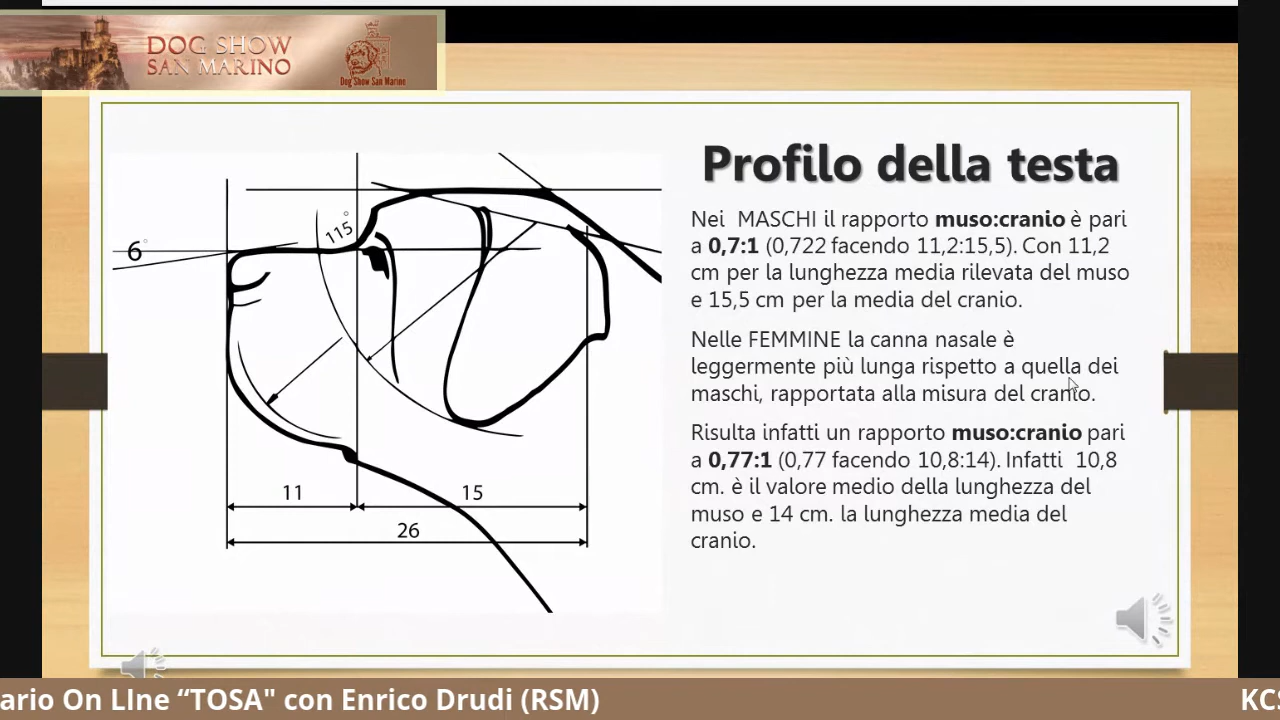 DOG SHOW
SAN MARINO
Dog Show San Marino
Profilo della testa
Nei MASCHI il rapporto muso:cranio è pari
a 0,7:1 (0,722 facendo 11,2:15,5). Con 11,2
cm per la lunghezza media rilevata del muso
e 15,5 cm per la media del cranio.
Nelle FEMMINE la canna nasale è
leggermente più lunga rispetto a quella dei
maschi, rapportata alla misura del cranio.
Risulta infatti un rapporto muso:cranio pari
a 0,77:1 (0,77 facendo 10,8:14). Infatti 10,8
cm. è il valore medio della lunghezza del
muso e 14 cm. la lunghezza media del
cranio.
6°
115°
11
15
26
ario On LIne “TOSA" con Enrico Drudi (RSM)
KCS